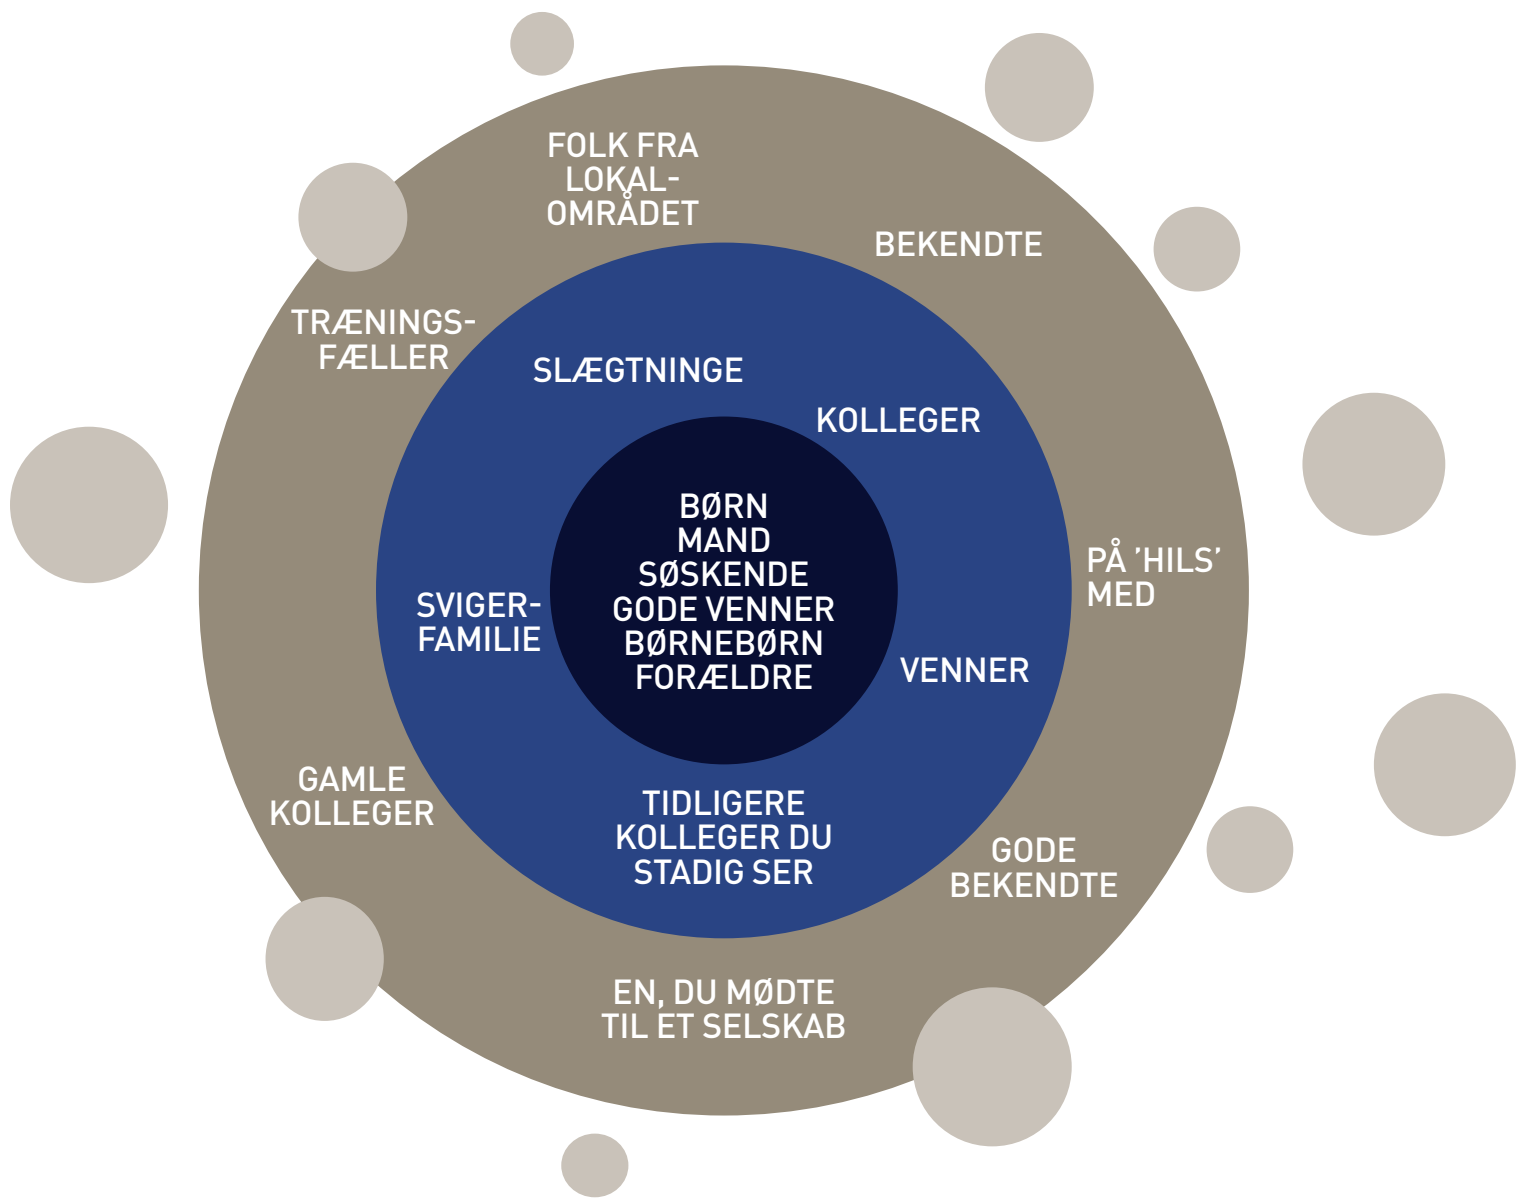 FOLK FRA
LOKAL-
OMRÅDET
BEKENDTE
TRÆNINGS-
FÆLLER
SLÆGTNINGE
KOLLEGER
BØRN
MAND
SØSKENDE
GODE VENNER
BØRNEBØRN
FORÆLDRE
PÅ ’HILS’
MED
SVIGER-
FAMILIE
VENNER
GAMLE
KOLLEGER
TIDLIGERE
KOLLEGER DU
STADIG SER
GODE
BEKENDTE
EN, DU MØDTE
TIL ET SELSKAB